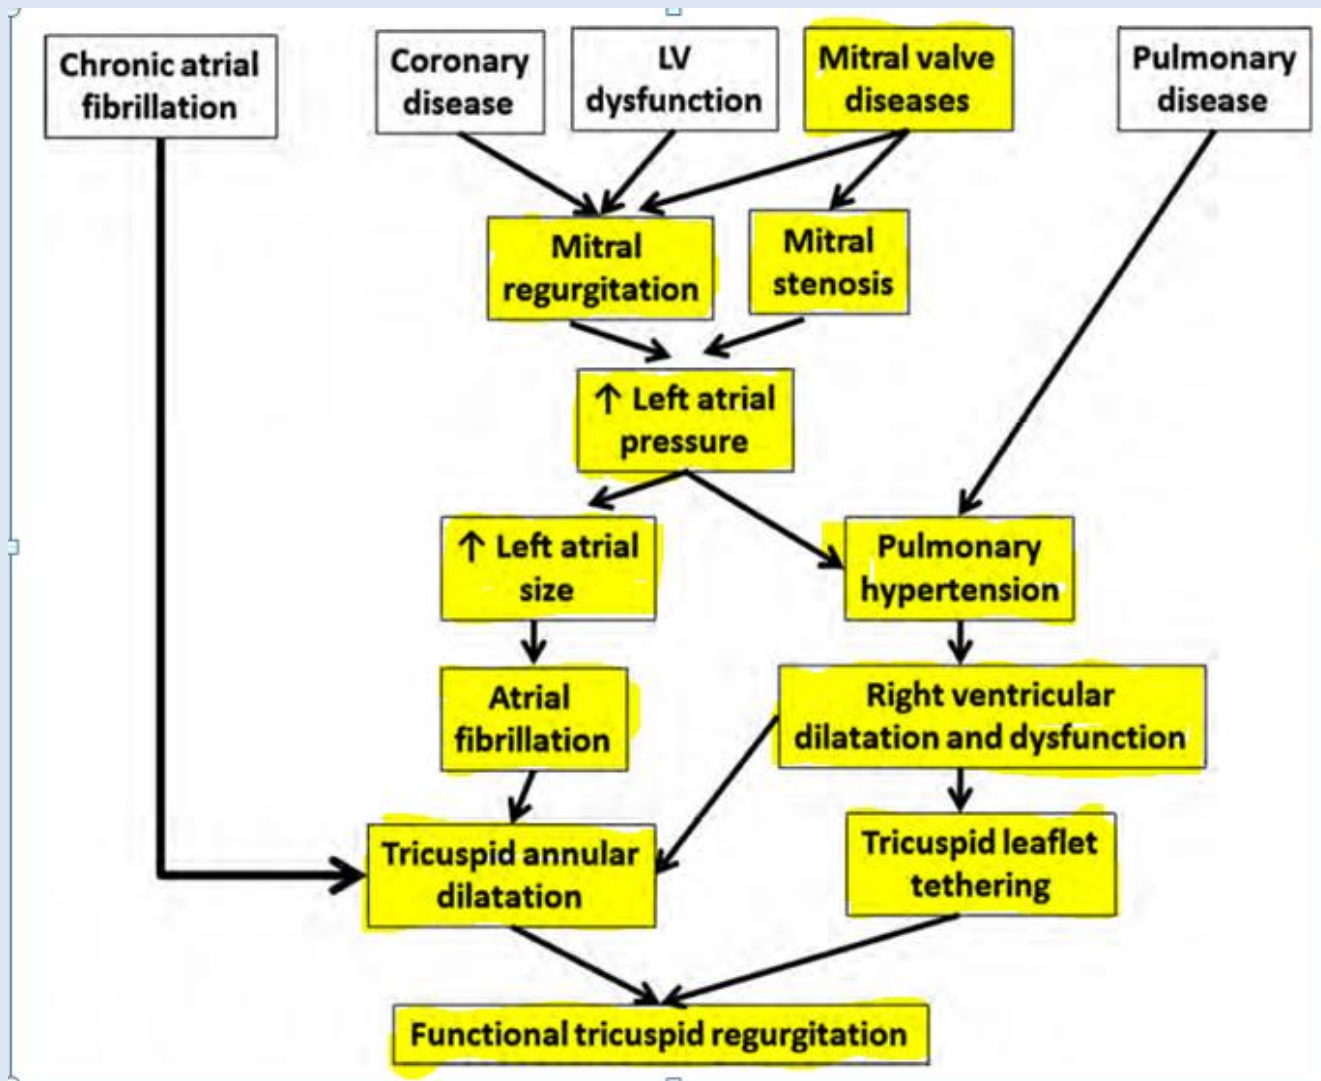 Chronic atrial
fibrillation
Coronary
disease
LV
dysfunction
Mitral valve
diseases
Pulmonary
disease
Mitral
regurgitation
Mitral
stenosis
↑ Left atrial
pressure
↑ Left atrial
size
Pulmonary
hypertension
Atrial
fibrillation
Right ventricular
dilatation and dysfunction
Tricuspid annular
dilatation
Tricuspid leaflet
tethering
Functional tricuspid regurgitation